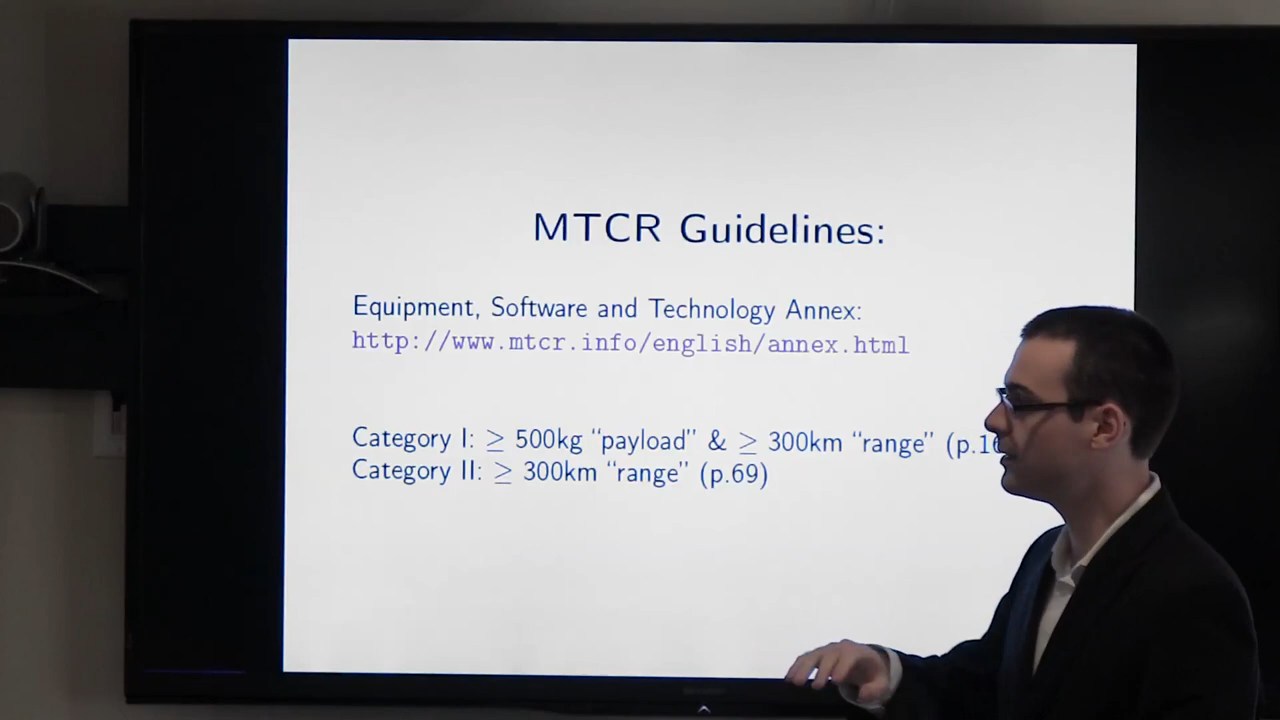 MTCR Guidelines:
Equipment, Software and Technology Annex:
http://www.mtcr.info/english/annex.html
Category I: ≥ 500kg “payload” & ≥ 300km “range”
Category II: ≥ 300km “range” (p.69)